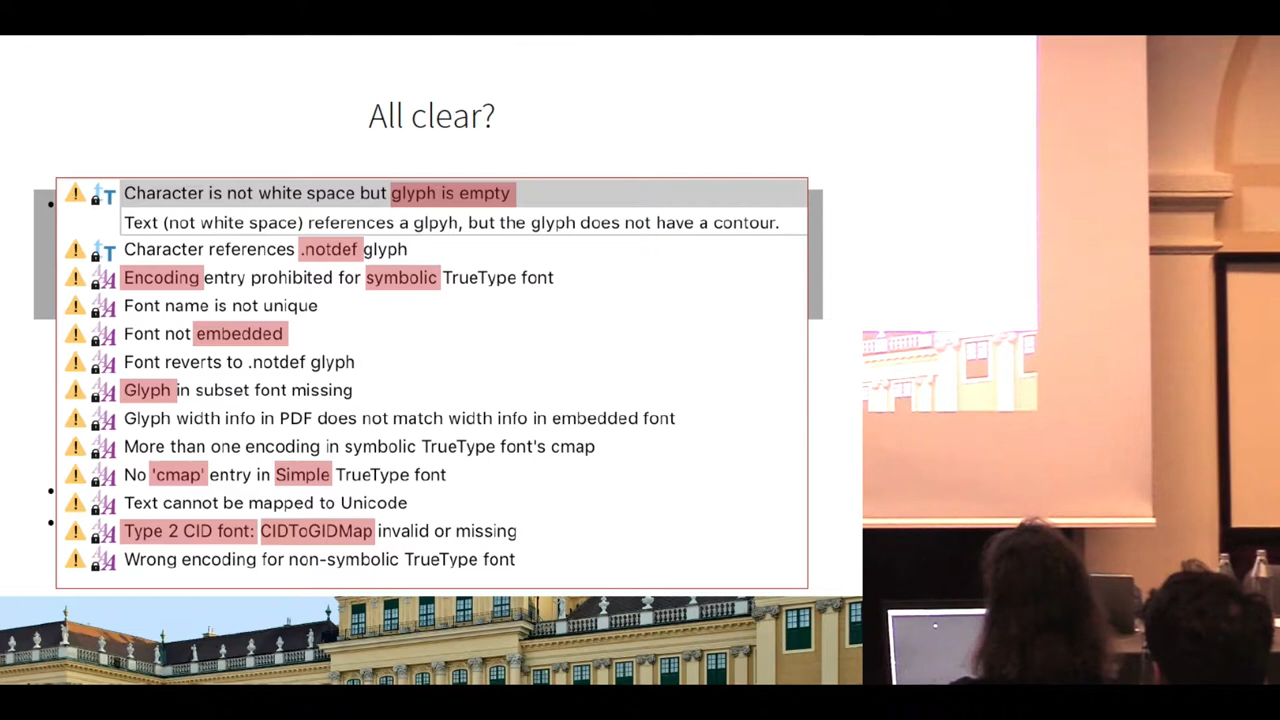 All clear?
Character is not white space but glyph is empty
Text (not white space) references a glpyh, but the glyph does not have a contour.
Character references .notdef glyph
Encoding entry prohibited for symbolic TrueType font
Font name is not unique
Font not embedded
Font reverts to .notdef glyph
Glyph in subset font missing
Glyph width info in PDF does not match width info in embedded font
More than one encoding in symbolic TrueType font's cmap
No 'cmap' entry in Simple TrueType font
Text cannot be mapped to Unicode
Type 2 CID font: CIDToGIDMap invalid or missing
Wrong encoding for non-symbolic TrueType font